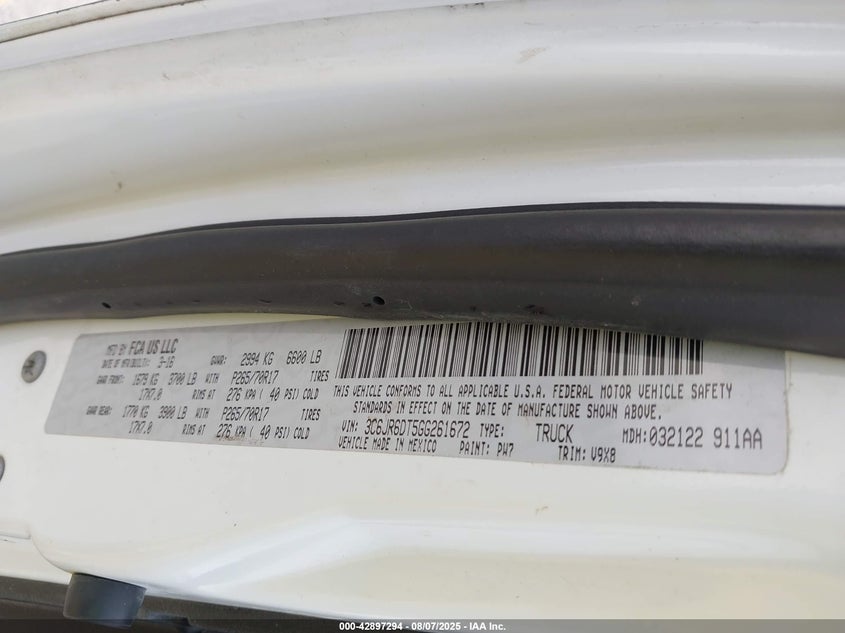 MFD BY FCA US LLC
DATE OF MFR/BUILT: 3-16
GVWR: 2994 KG 6600 LB
GAWR FRONT: 1679 KG 3700 LB WITH P265/70R17 TIRES
17X7.0 RIMS AT 276 KPA ( 40 PSI) COLD
GAWR REAR: 1770 KG 3900 LB WITH P265/70R17 TIRES
17X7.0 RIMS AT 276 KPA ( 40 PSI) COLD
THIS VEHICLE CONFORMS TO ALL APPLICABLE U.S.A. FEDERAL MOTOR VEHICLE SAFETY
STANDARDS IN EFFECT ON THE DATE OF MANUFACTURE SHOWN ABOVE.
VIN: 3C6JR6DT5GG261672 TYPE: TRUCK MDH:032122 911AA
VEHICLE MADE IN MEXICO PAINT: PW7 TRIM: V9X8
000-42897294 - 08/07/2025 - IAA Inc.